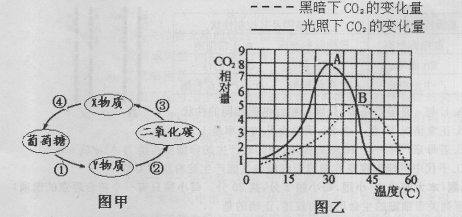 黑暗下CO₂的变化量
光照下CO₂的变化量
CO₂
相对量
9
8
7
6
5
4
3
2
1
A
B
0
15
30
45
60
温度(℃)
图乙
④
X物质
③
葡萄糖
二氧化碳
①
Y物质
②
图甲